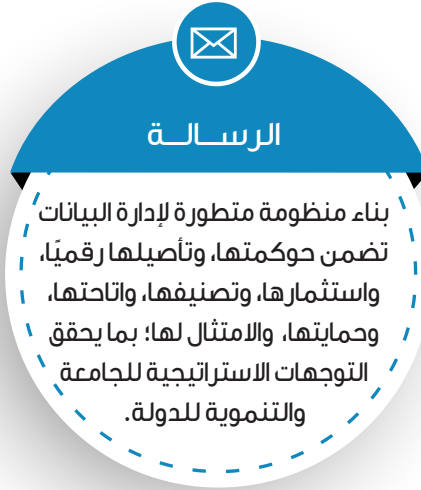 الرسالة
بناء منظومة متطورة لإدارة البيانات
تضمن حوكمتها، وتأصيلها رقميًا،
واستثمارها، وتصنيفها، واتاحتها،
وحمايتها، والامتثال لها؛ بما يحقق
التوجهات الاستراتيجية للجامعة
والتنموية للدولة.